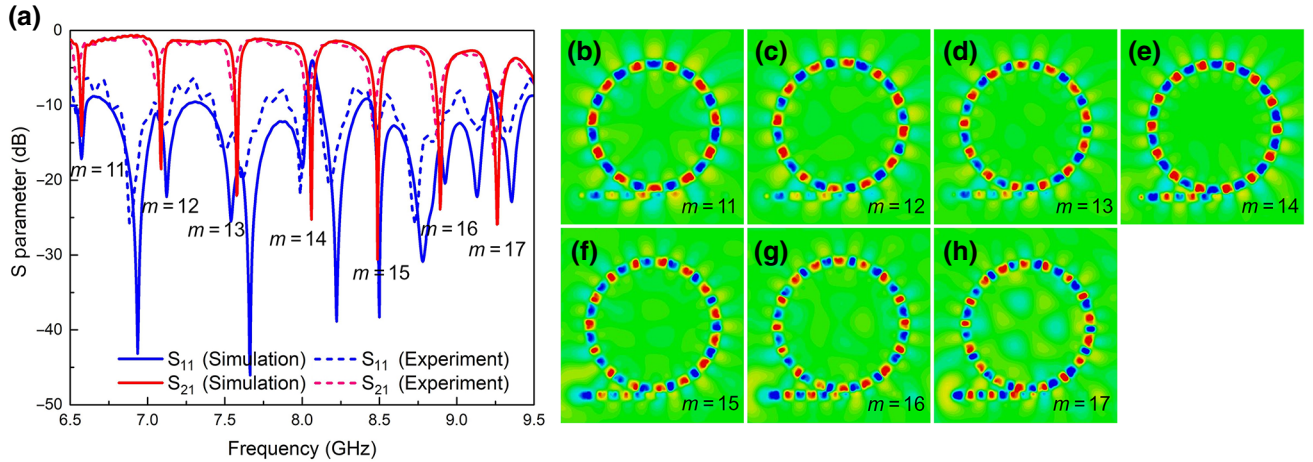 (a)
S parameter (dB)
0
−10
−20
−30
−40
−50
6.5 7.0 7.5 8.0 8.5 9.0 9.5
Frequency (GHz)
m = 11
m = 12
m = 13
m = 14
m = 15
m = 16
m = 17
S₁₁ (Simulation) S₁₁ (Experiment)
S₂₁ (Simulation) S₂₁ (Experiment)
(b) (c) (d) (e)
m = 11 m = 12 m = 13 m = 14
(f) (g) (h)
m = 15 m = 16 m = 17